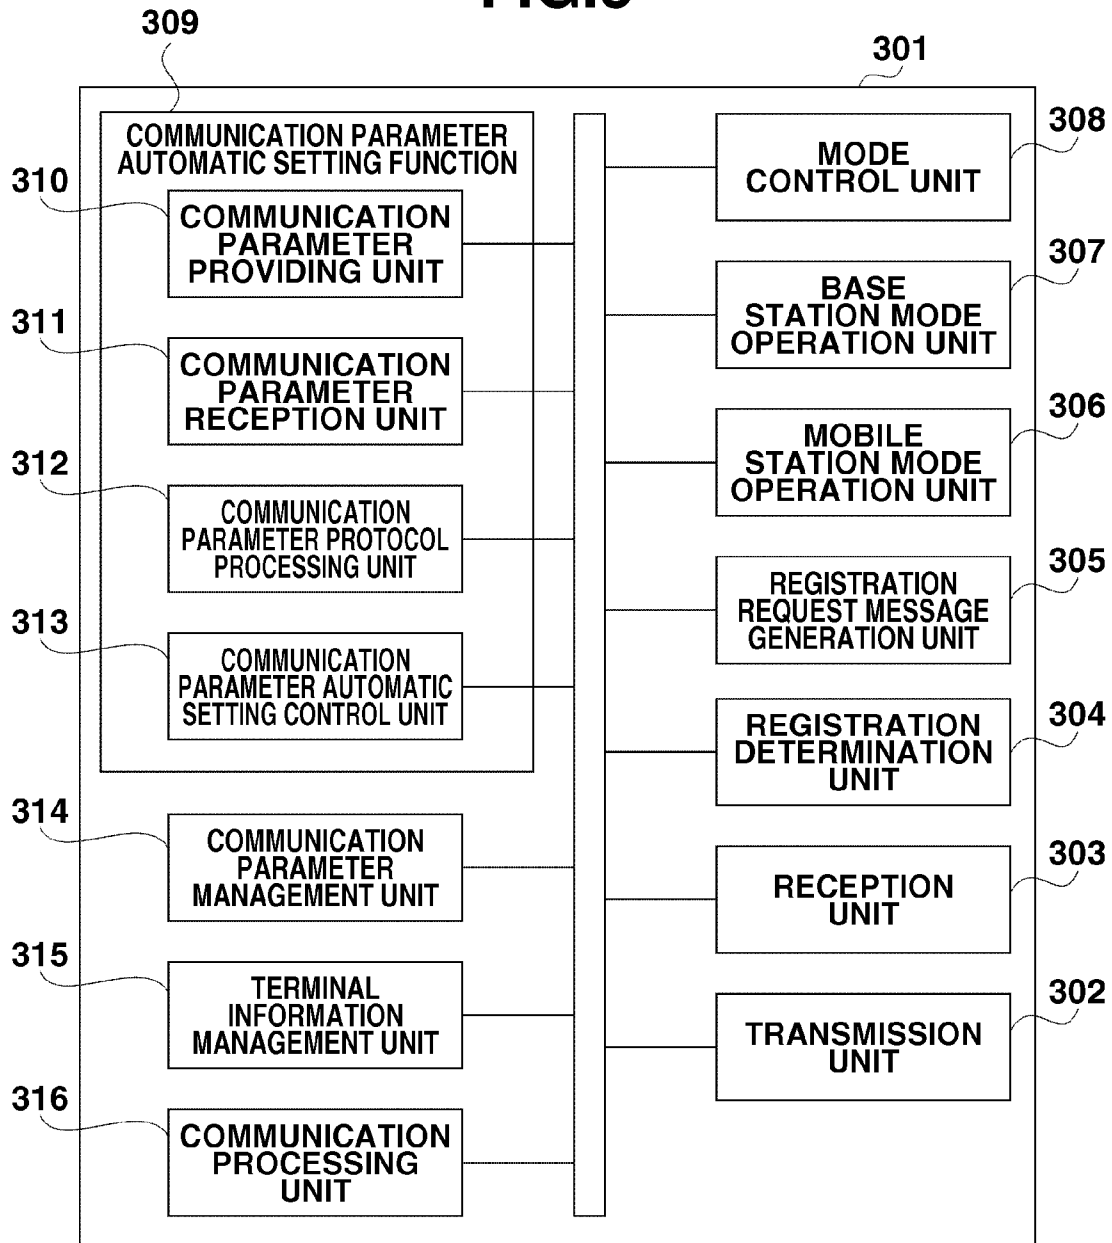 309
301
COMMUNICATION PARAMETER
AUTOMATIC SETTING FUNCTION
310
COMMUNICATION
PARAMETER
PROVIDING UNIT
311
COMMUNICATION
PARAMETER
RECEPTION UNIT
312
COMMUNICATION
PARAMETER PROTOCOL
PROCESSING UNIT
313
COMMUNICATION
PARAMETER AUTOMATIC
SETTING CONTROL UNIT
314
COMMUNICATION
PARAMETER
MANAGEMENT UNIT
315
TERMINAL
INFORMATION
MANAGEMENT UNIT
316
COMMUNICATION
PROCESSING
UNIT
308
MODE
CONTROL UNIT
307
BASE
STATION MODE
OPERATION UNIT
306
MOBILE
STATION MODE
OPERATION UNIT
305
REGISTRATION
REQUEST MESSAGE
GENERATION UNIT
304
REGISTRATION
DETERMINATION
UNIT
303
RECEPTION
UNIT
302
TRANSMISSION
UNIT